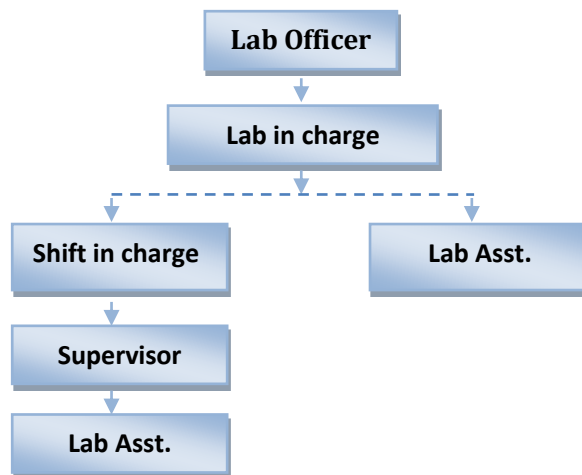 Lab Officer
Lab in charge
Shift in charge
Lab Asst.
Supervisor
Lab Asst.